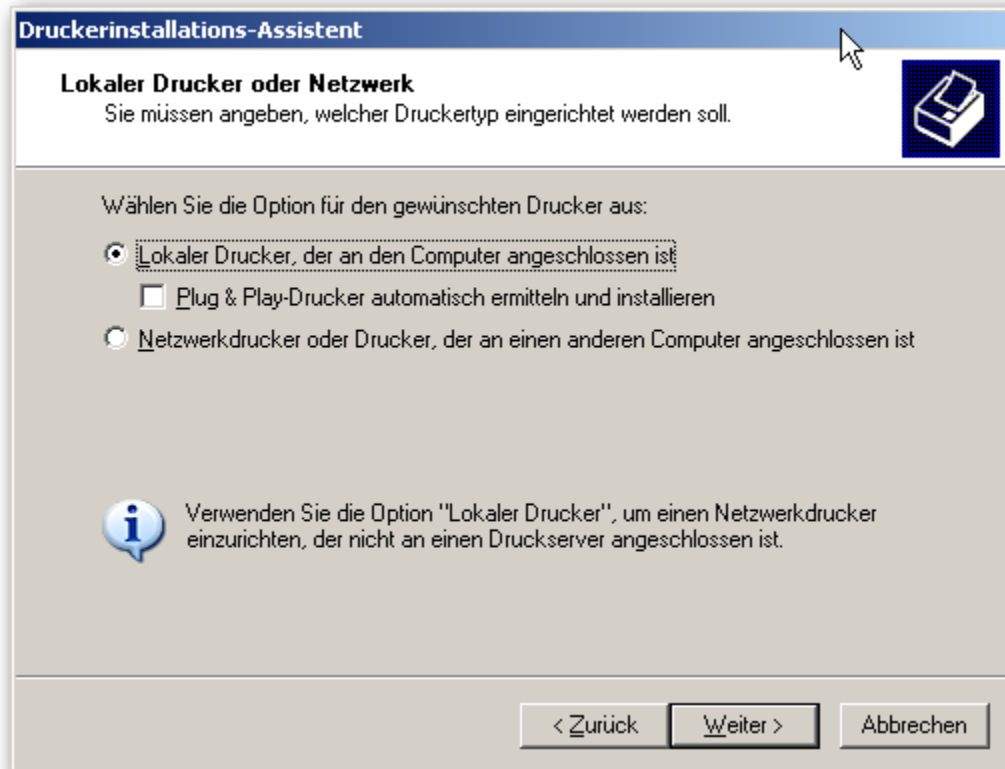 Druckerinstallations-Assistent
Lokaler Drucker oder Netzwerk
Sie müssen angeben, welcher Druckertyp eingerichtet werden soll.
Wählen Sie die Option für den gewünschten Drucker aus:
Lokaler Drucker, der an den Computer angeschlossen ist
Plug & Play-Drucker automatisch ermitteln und installieren
Netzwerkdrucker oder Drucker, der an einen anderen Computer angeschlossen ist
Verwenden Sie die Option "Lokaler Drucker", um einen Netzwerkdrucker
einzurichten, der nicht an einen Druckserver angeschlossen ist.
< Zurück Weiter > Abbrechen